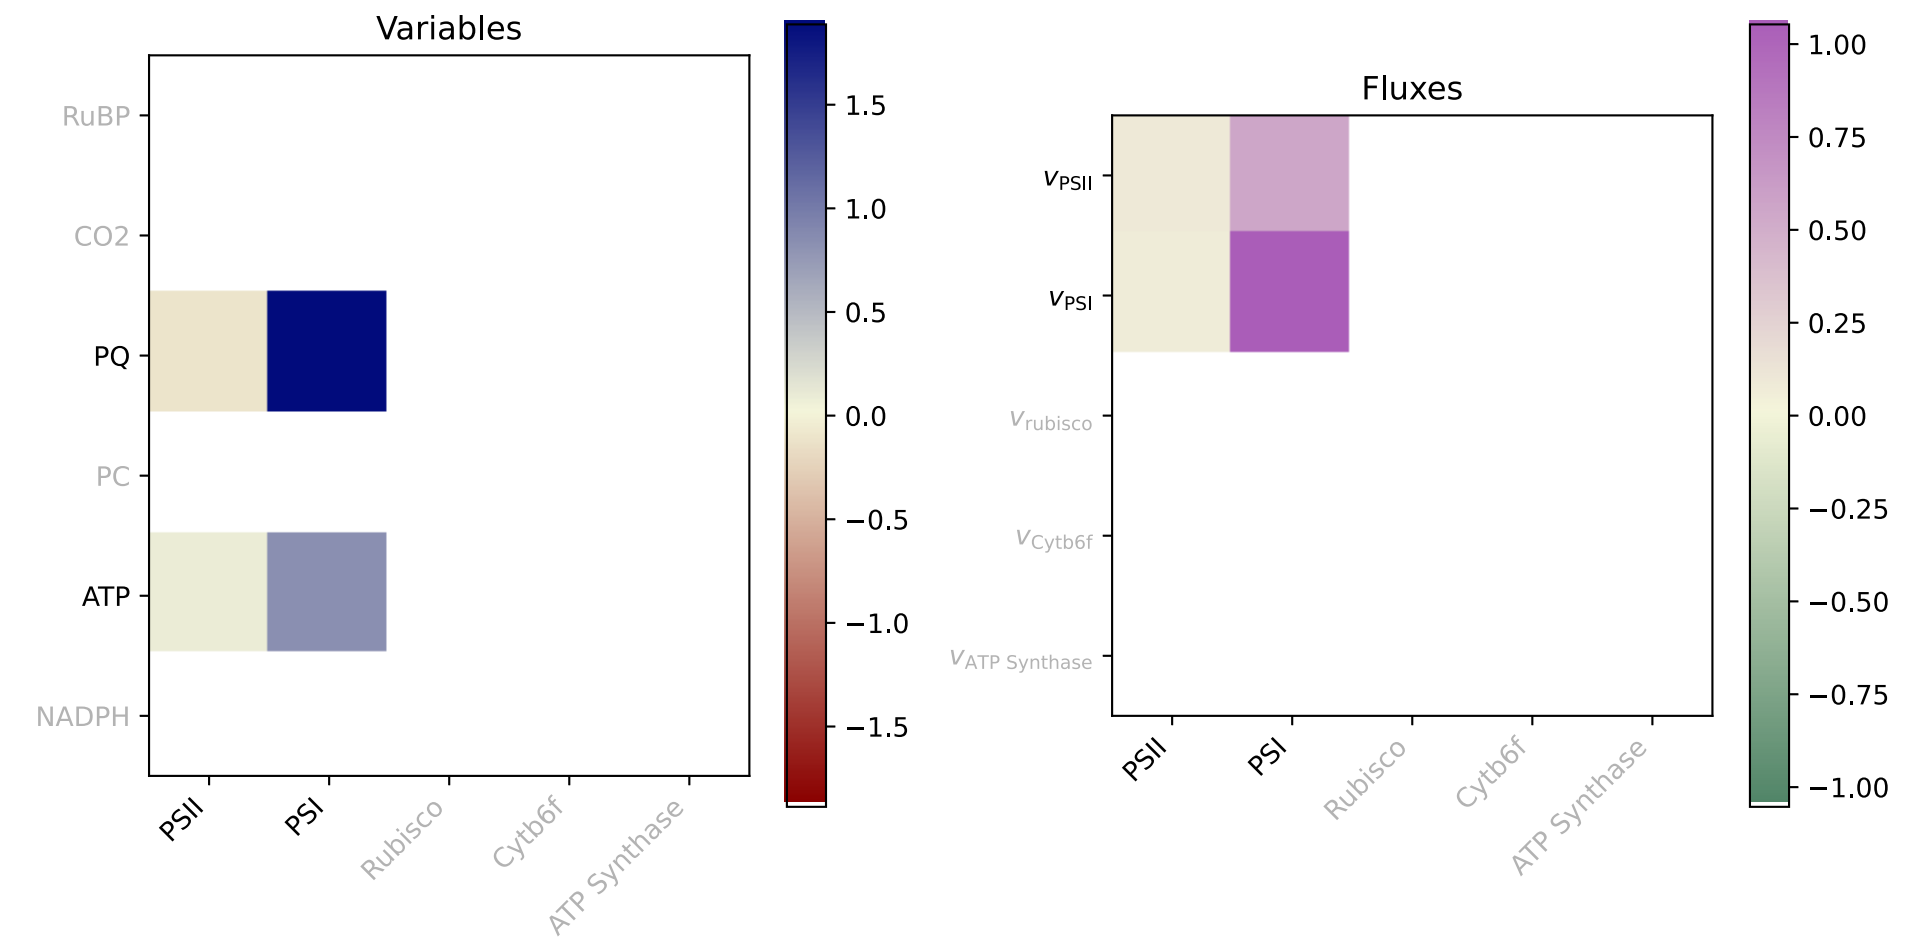 Variables
RuBP
CO2
PQ
PC
ATP
NADPH
PSII
PSI
Rubisco
Cytb6f
ATP Synthase
1.5
1.0
0.5
0.0
−0.5
−1.0
−1.5
Fluxes
vPSII
vPSI
vrubisco
vCytb6f
vATP Synthase
PSII
PSI
Rubisco
Cytb6f
ATP Synthase
1.00
0.75
0.50
0.25
0.00
−0.25
−0.50
−0.75
−1.00